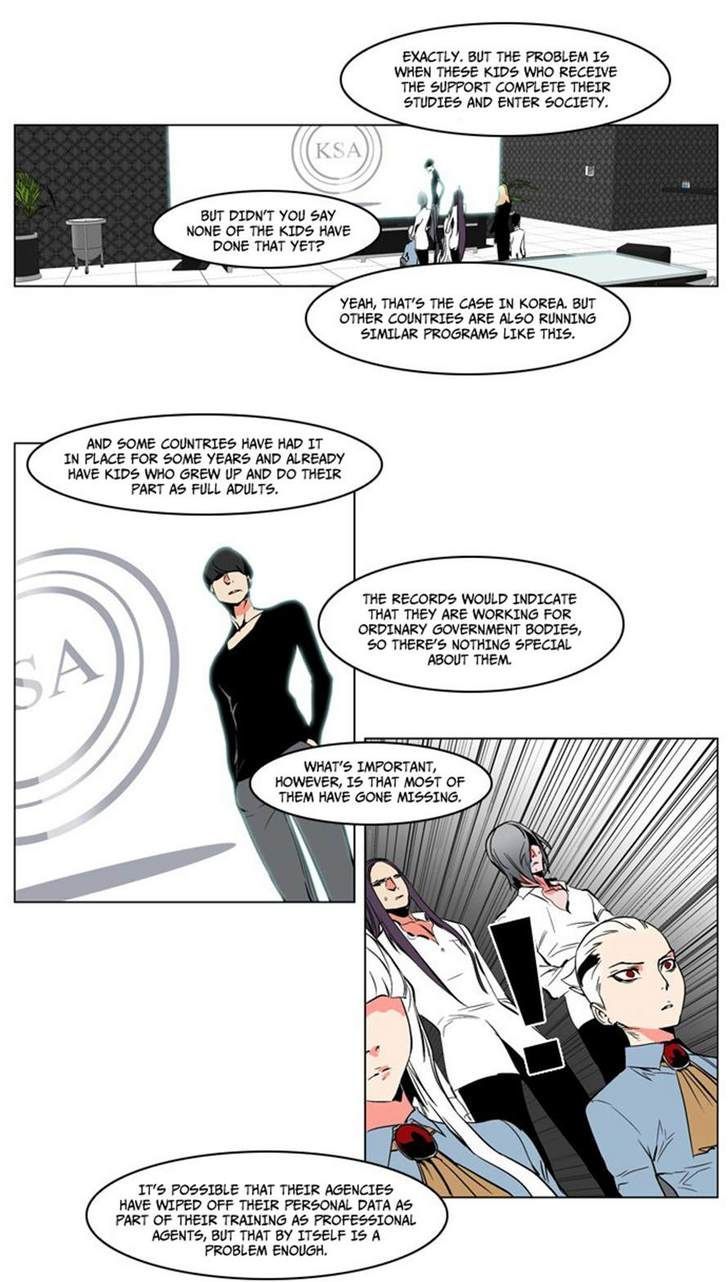 EXACTLY. BUT THE PROBLEM IS
WHEN THESE KIDS WHO RECEIVE
THE SUPPORT COMPLETE THEIR
STUDIES AND ENTER SOCIETY.
KSA
BUT DIDN'T YOU SAY
NONE OF THE KIDS HAVE
DONE THAT YET?
YEAH, THAT'S THE CASE IN KOREA. BUT
OTHER COUNTRIES ARE ALSO RUNNING
SIMILAR PROGRAMS LIKE THIS.
AND SOME COUNTRIES HAVE HAD IT
IN PLACE FOR SOME YEARS AND ALREADY
HAVE KIDS WHO GREW UP AND DO THEIR
PART AS FULL ADULTS.
SA
THE RECORDS WOULD INDICATE
THAT THEY ARE WORKING FOR
ORDINARY GOVERNMENT BODIES,
SO THERE'S NOTHING SPECIAL
ABOUT THEM.
WHAT'S IMPORTANT,
HOWEVER, IS THAT MOST OF
THEM HAVE GONE MISSING.
!
IT'S POSSIBLE THAT THEIR AGENCIES
HAVE WIPED OFF THEIR PERSONAL DATA AS
PART OF THEIR TRAINING AS PROFESSIONAL
AGENTS, BUT THAT BY ITSELF IS A
PROBLEM ENOUGH.